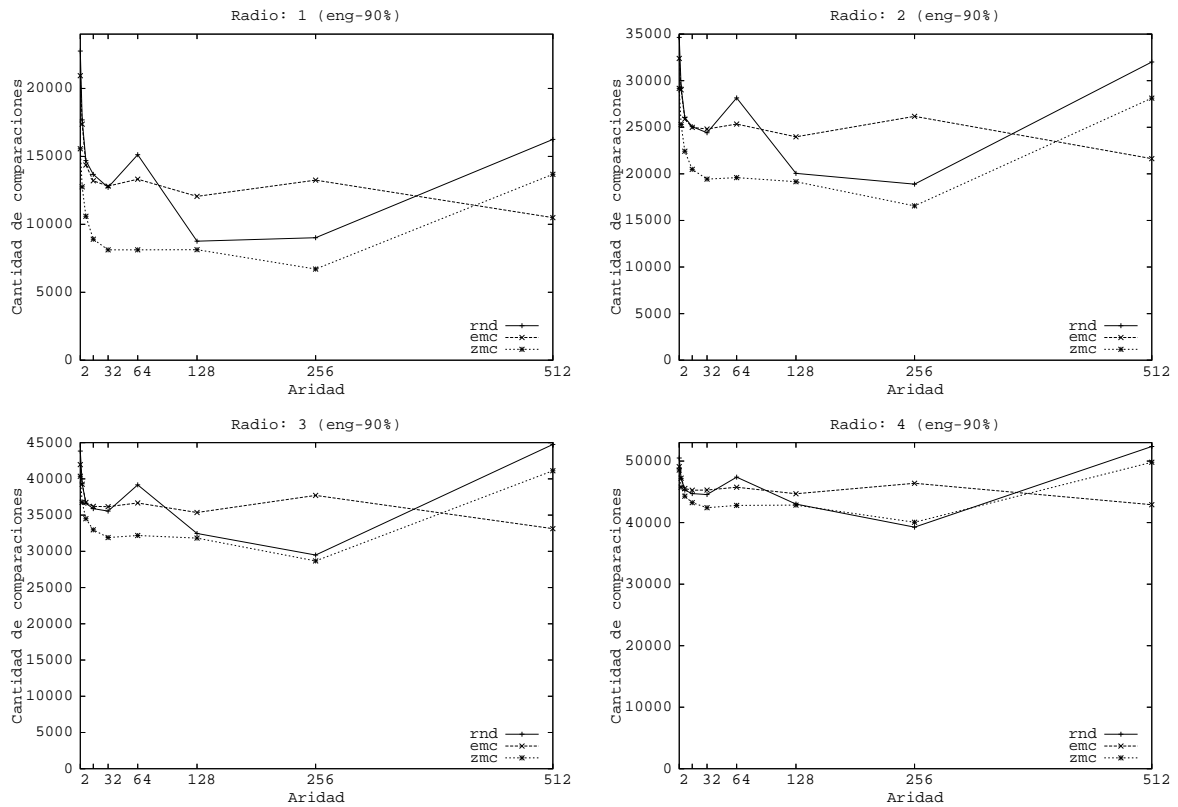 Radio: 1 (eng-90%)
Cantidad de comparaciones
20000
15000
10000
5000
0
rnd
emc
zmc
2 32 64 128 256 512
Aridad
Radio: 2 (eng-90%)
Cantidad de comparaciones
35000
30000
25000
20000
15000
10000
5000
0
rnd
emc
zmc
2 32 64 128 256 512
Aridad
Radio: 3 (eng-90%)
Cantidad de comparaciones
45000
40000
35000
30000
25000
20000
15000
10000
5000
0
rnd
emc
zmc
2 32 64 128 256 512
Aridad
Radio: 4 (eng-90%)
Cantidad de comparaciones
50000
40000
30000
20000
10000
0
rnd
emc
zmc
2 32 64 128 256 512
Aridad